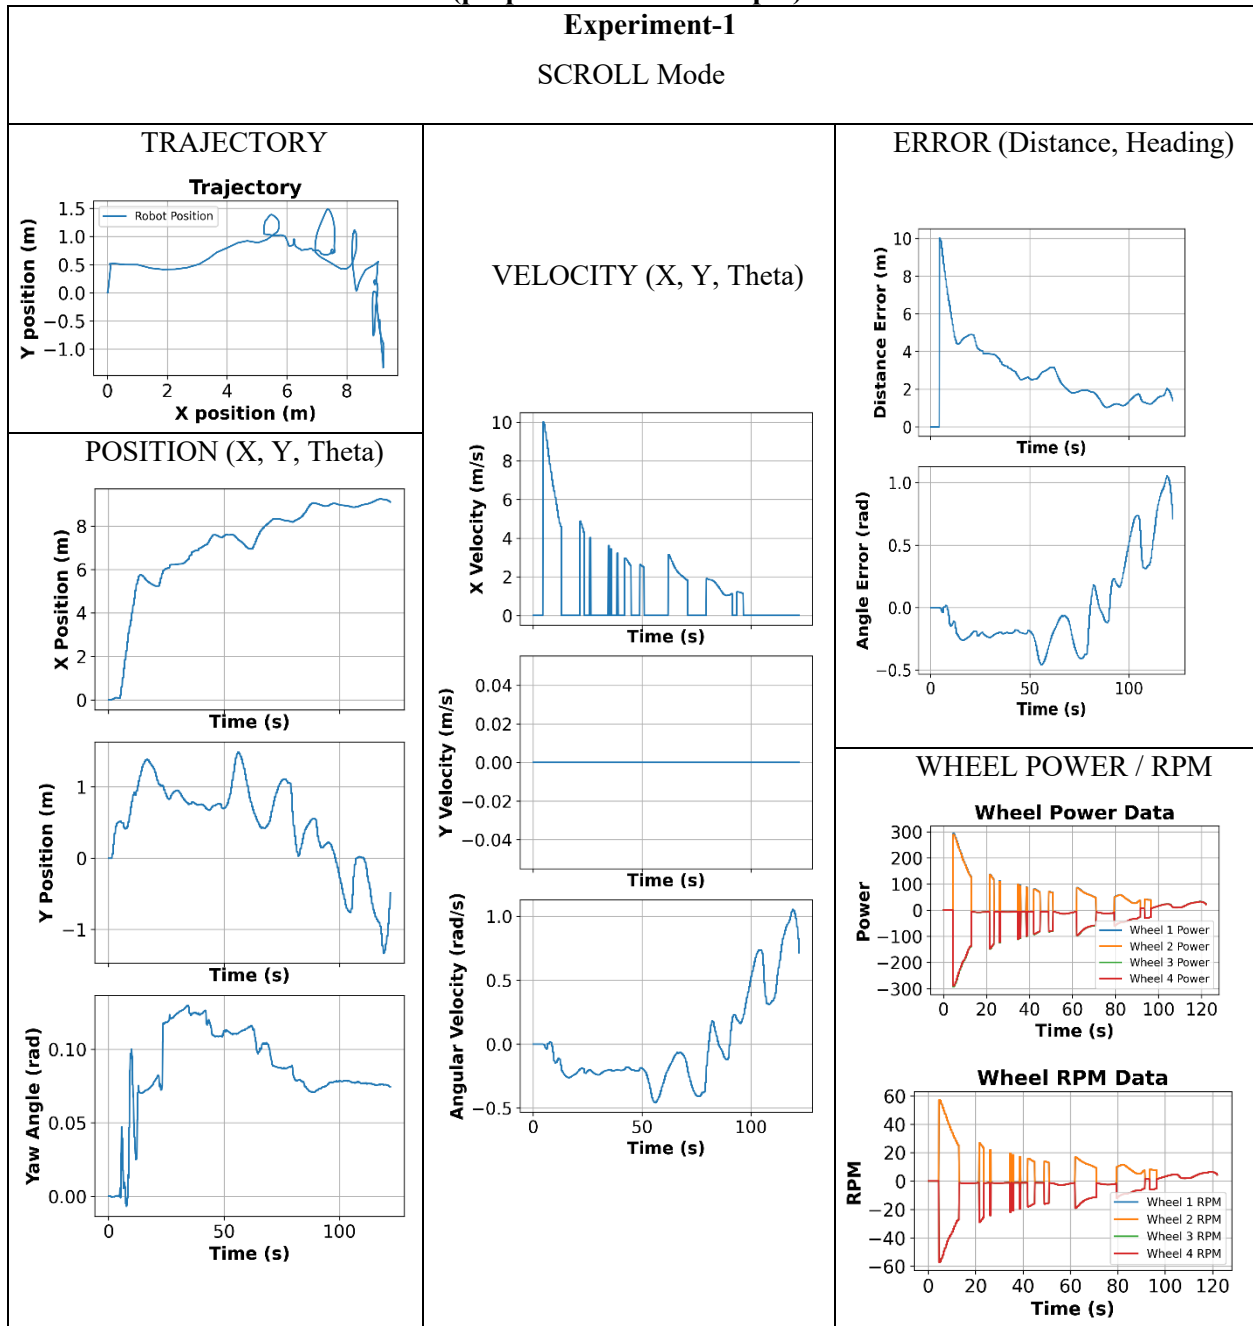 Experiment-1
SCROLL Mode
TRAJECTORY
Trajectory
Robot Position
1.5
1.0
0.5
0.0
−0.5
−1.0
Y position (m)
0 2 4 6 8
X position (m)
POSITION (X, Y, Theta)
8
6
4
2
0
X Position (m)
Time (s)
1
0
−1
Y Position (m)
Time (s)
0.10
0.05
0.00
Yaw Angle (rad)
0 50 100
Time (s)
VELOCITY (X, Y, Theta)
10
8
6
4
2
0
X Velocity (m/s)
Time (s)
0.04
0.02
0.00
−0.02
−0.04
Y Velocity (m/s)
Time (s)
1.0
0.5
0.0
−0.5
Angular Velocity (rad/s)
0 50 100
Time (s)
ERROR (Distance, Heading)
10
8
6
4
2
0
Distance Error (m)
Time (s)
1.0
0.5
0.0
−0.5
Angle Error (rad)
0 50 100
Time (s)
WHEEL POWER / RPM
Wheel Power Data
300
200
100
0
−100
−200
−300
Power
Wheel 1 Power
Wheel 2 Power
Wheel 3 Power
Wheel 4 Power
0 20 40 60 80 100 120
Time (s)
Wheel RPM Data
60
40
20
0
−20
−40
−60
RPM
Wheel 1 RPM
Wheel 2 RPM
Wheel 3 RPM
Wheel 4 RPM
0 20 40 60 80 100 120
Time (s)